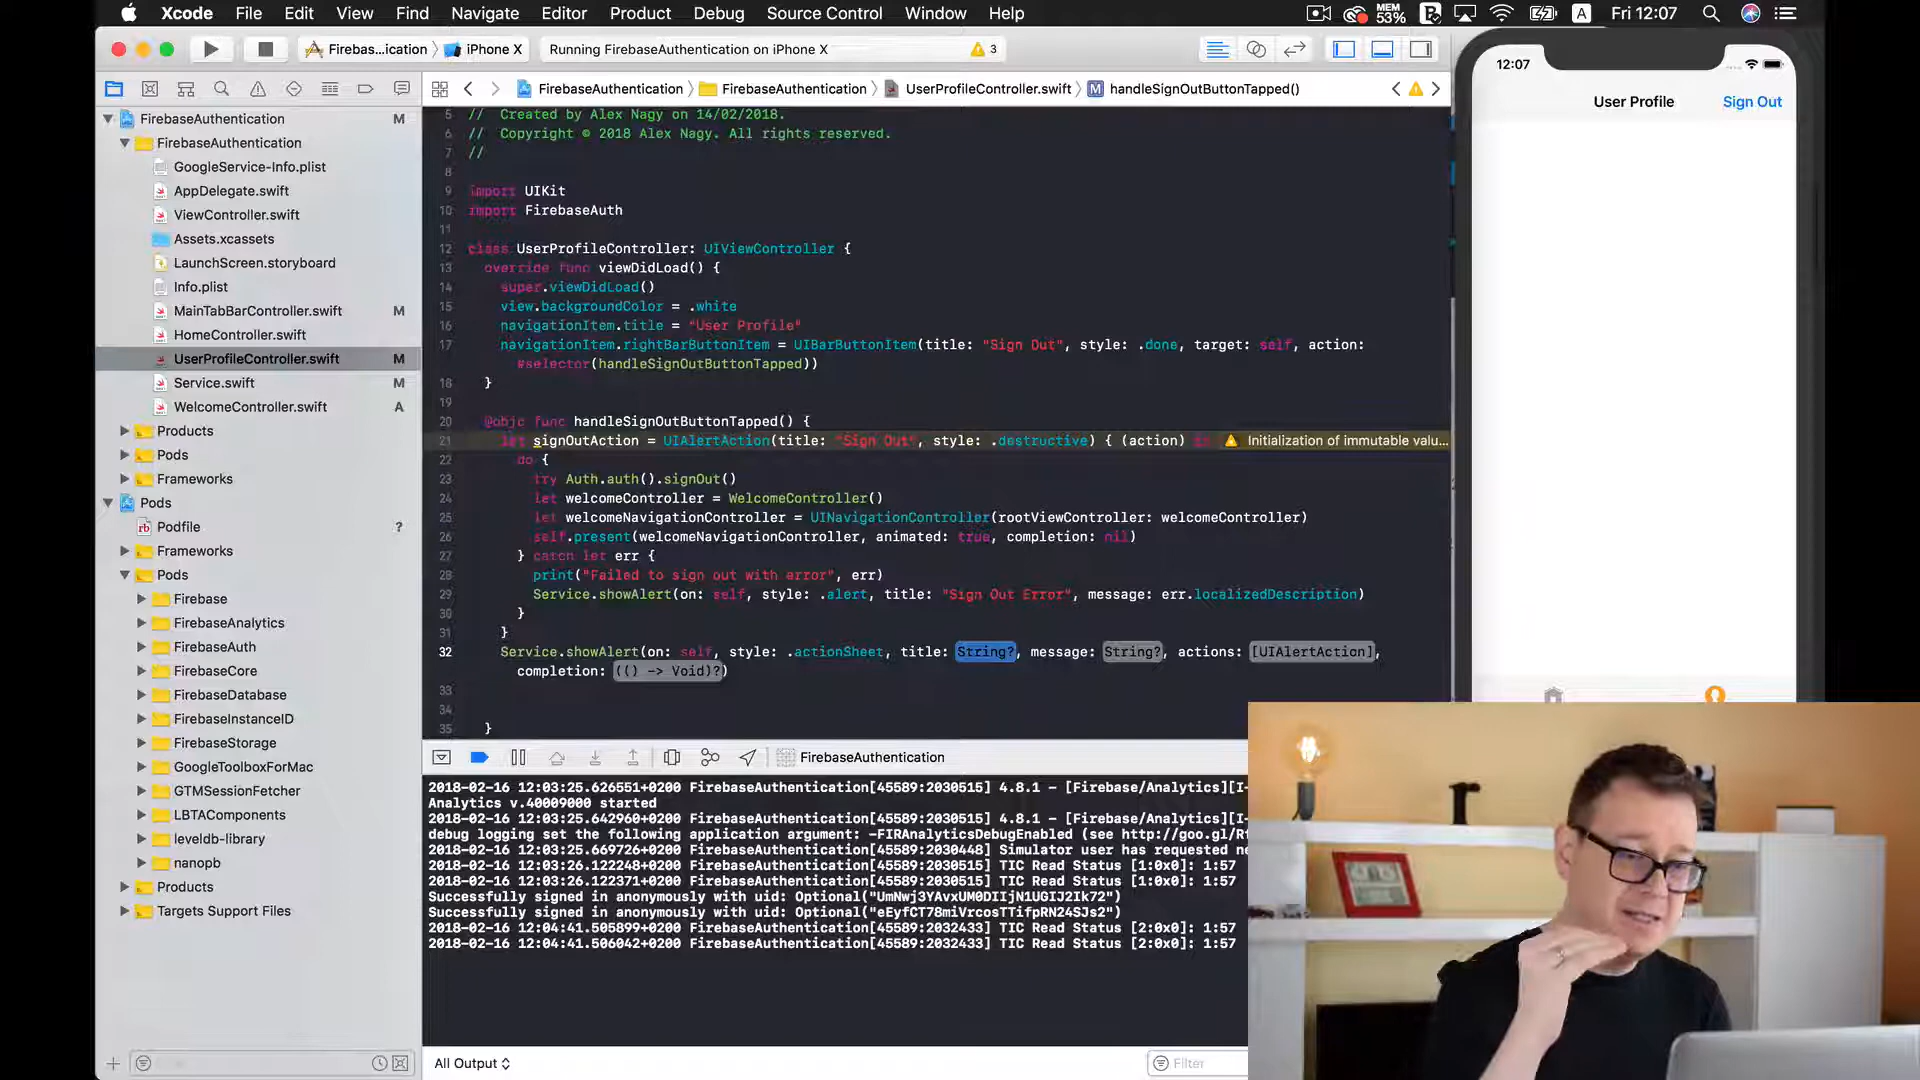 Xcode File Edit View Find Navigate Editor Product Debug Source Control Window Help MEM 53% A Fri 12:07
Firebas...ication iPhone X Running FirebaseAuthentication on iPhone X 3
FirebaseAuthentication FirebaseAuthentication UserProfileController.swift M handleSignOutButtonTapped()
FirebaseAuthentication M
FirebaseAuthentication
GoogleService-Info.plist
AppDelegate.swift
ViewController.swift
Assets.xcassets
LaunchScreen.storyboard
Info.plist
MainTabBarController.swift M
HomeController.swift
UserProfileController.swift M
Service.swift M
WelcomeController.swift A
Products
Pods
Frameworks
Pods
Podfile ?
Frameworks
Pods
Firebase
FirebaseAnalytics
FirebaseAuth
FirebaseCore
FirebaseDatabase
FirebaseInstanceID
FirebaseStorage
GoogleToolboxForMac
GTMSessionFetcher
LBTAComponents
leveldb-library
nanopb
Products
Targets Support Files
5 // Created by Alex Nagy on 14/02/2018.
6 // Copyright © 2018 Alex Nagy. All rights reserved.
7 //
8
9 import UIKit
10 import FirebaseAuth
11
12 class UserProfileController: UIViewController {
13 override func viewDidLoad() {
14 super.viewDidLoad()
15 view.backgroundColor = .white
16 navigationItem.title = "User Profile"
17 navigationItem.rightBarButtonItem = UIBarButtonItem(title: "Sign Out", style: .done, target: self, action:
#selector(handleSignOutButtonTapped))
18 }
19
20 @objc func handleSignOutButtonTapped() {
21 let signOutAction = UIAlertAction(title: "Sign Out", style: .destructive) { (action) in Initialization of immutable valu...
22 do {
23 try Auth.auth().signOut()
24 let welcomeController = WelcomeController()
25 let welcomeNavigationController = UINavigationController(rootViewController: welcomeController)
26 self.present(welcomeNavigationController, animated: true, completion: nil)
27 } catch let err {
28 print("Failed to sign out with error", err)
29 Service.showAlert(on: self, style: .alert, title: "Sign Out Error", message: err.localizedDescription)
30 }
31 }
32 Service.showAlert(on: self, style: .actionSheet, title: String?, message: String?, actions: [UIAlertAction],
completion: (() -> Void)?)
33
34
35 }
FirebaseAuthentication
2018-02-16 12:03:25.626551+0200 FirebaseAuthentication[45589:2030515] 4.8.1 - [Firebase/Analytics][I-
Analytics v.40009000 started
2018-02-16 12:03:25.642960+0200 FirebaseAuthentication[45589:2030515] 4.8.1 - [Firebase/Analytics][I-
debug logging set the following application argument: -FIRAnalyticsDebugEnabled (see http://goo.gl/Rf
2018-02-16 12:03:25.669726+0200 FirebaseAuthentication[45589:2030448] Simulator user has requested ne
2018-02-16 12:03:26.122248+0200 FirebaseAuthentication[45589:2030515] TIC Read Status [1:0x0]: 1:57
2018-02-16 12:03:26.122371+0200 FirebaseAuthentication[45589:2030515] TIC Read Status [1:0x0]: 1:57
Successfully signed in anonymously with uid: Optional("UmNwj3YAvxUM0DIIjN1UGIJ2Ik72")
Successfully signed in anonymously with uid: Optional("eEyfCT78miVrcosTTifpRN24SJs2")
2018-02-16 12:04:41.505899+0200 FirebaseAuthentication[45589:2032433] TIC Read Status [2:0x0]: 1:57
2018-02-16 12:04:41.506042+0200 FirebaseAuthentication[45589:2032433] TIC Read Status [2:0x0]: 1:57
All Output Filter
12:07
User Profile Sign Out